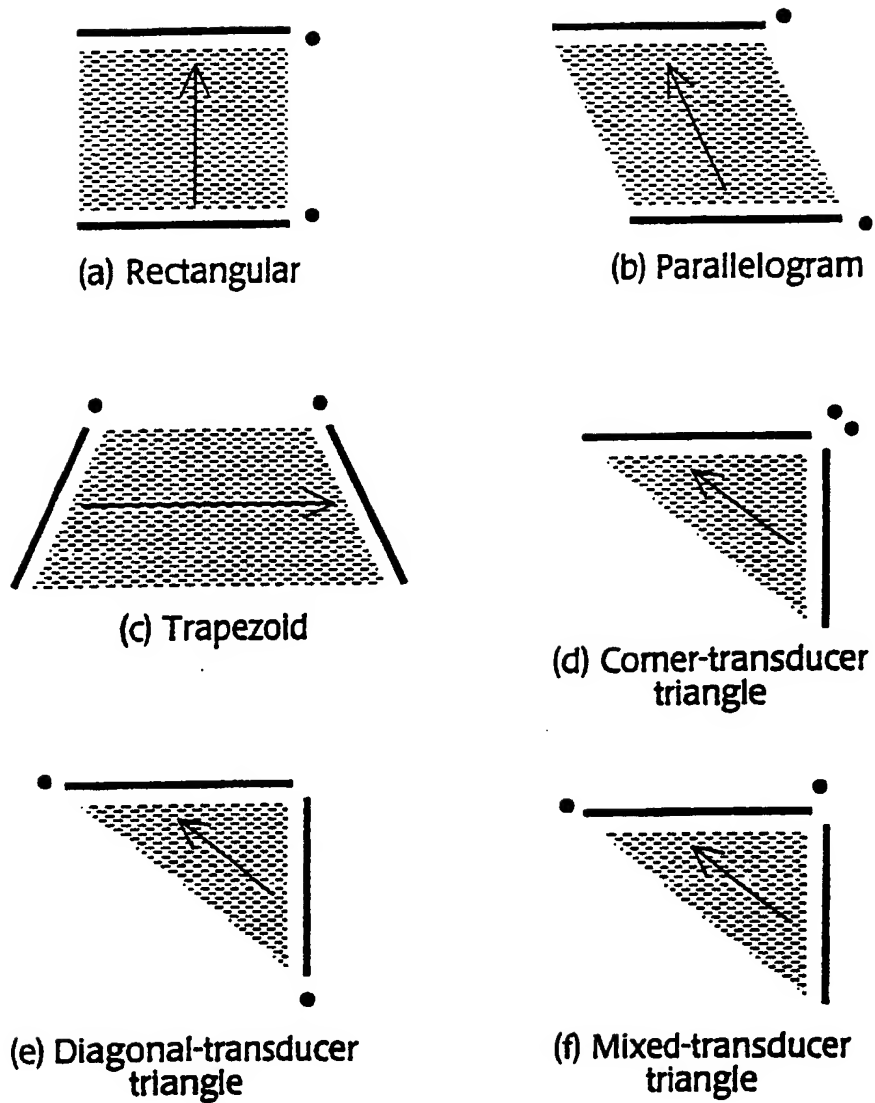 (a) Rectangular
(b) Parallelogram
(c) Trapezoid
(d) Corner-transducer
triangle
(e) Diagonal-transducer
triangle
(f) Mixed-transducer
triangle